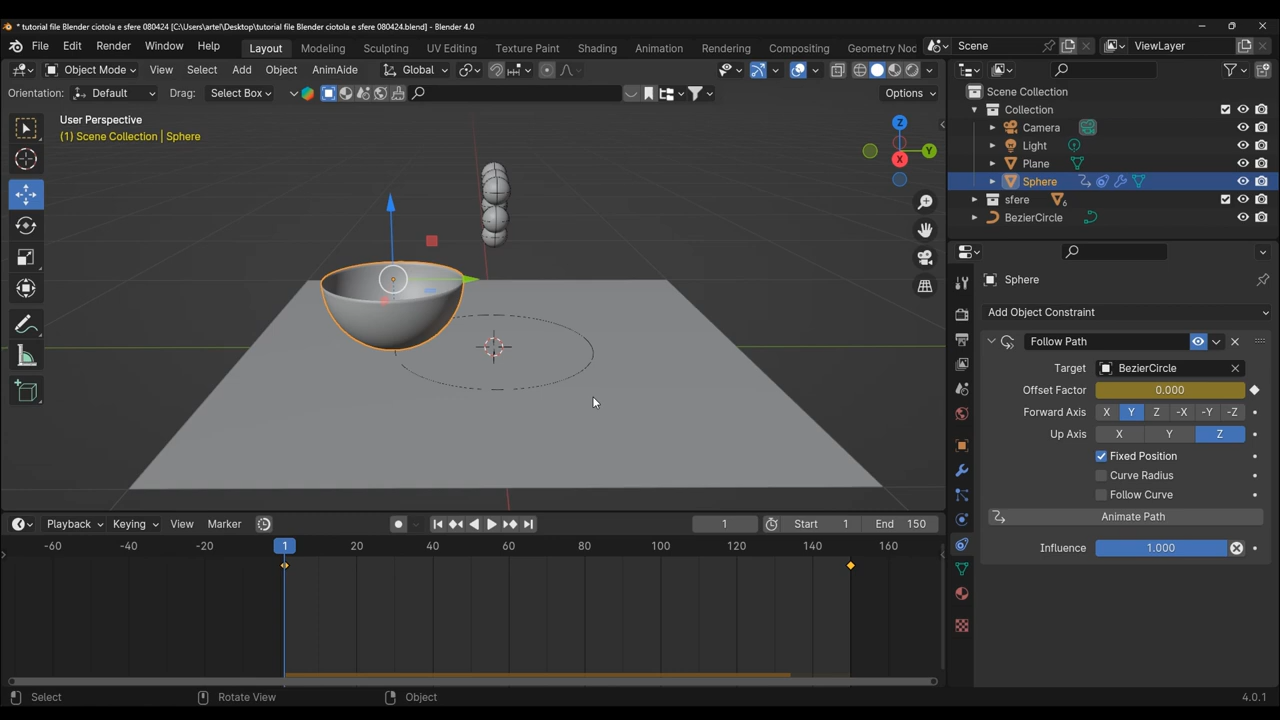 * tutorial file Blender ciotola e sfere 080424 [C:\Users\artel\Desktop\tutorial file Blender ciotola e sfere 080424.blend] - Blender 4.0
File Edit Render Window Help Layout Modeling Sculpting UV Editing Texture Paint Shading Animation Rendering Compositing Geometry Noc Scene ViewLayer
Object Mode View Select Add Object AnimAide Global
Orientation: Default Drag: Select Box Options
User Perspective
(1) Scene Collection | Sphere
Z
Y
X
Scene Collection
Collection
Camera
Light
Plane
Sphere
sfere 6
BezierCircle
Sphere
Add Object Constraint
Follow Path
Target BezierCircle
Offset Factor 0.000
Forward Axis X Y Z -X -Y -Z
Up Axis X Y Z
Fixed Position
Curve Radius
Follow Curve
Animate Path
Influence 1.000
Playback Keying View Marker 1 Start 1 End 150
-60 -40 -20 1 20 40 60 80 100 120 140 160
Select Rotate View Object 4.0.1